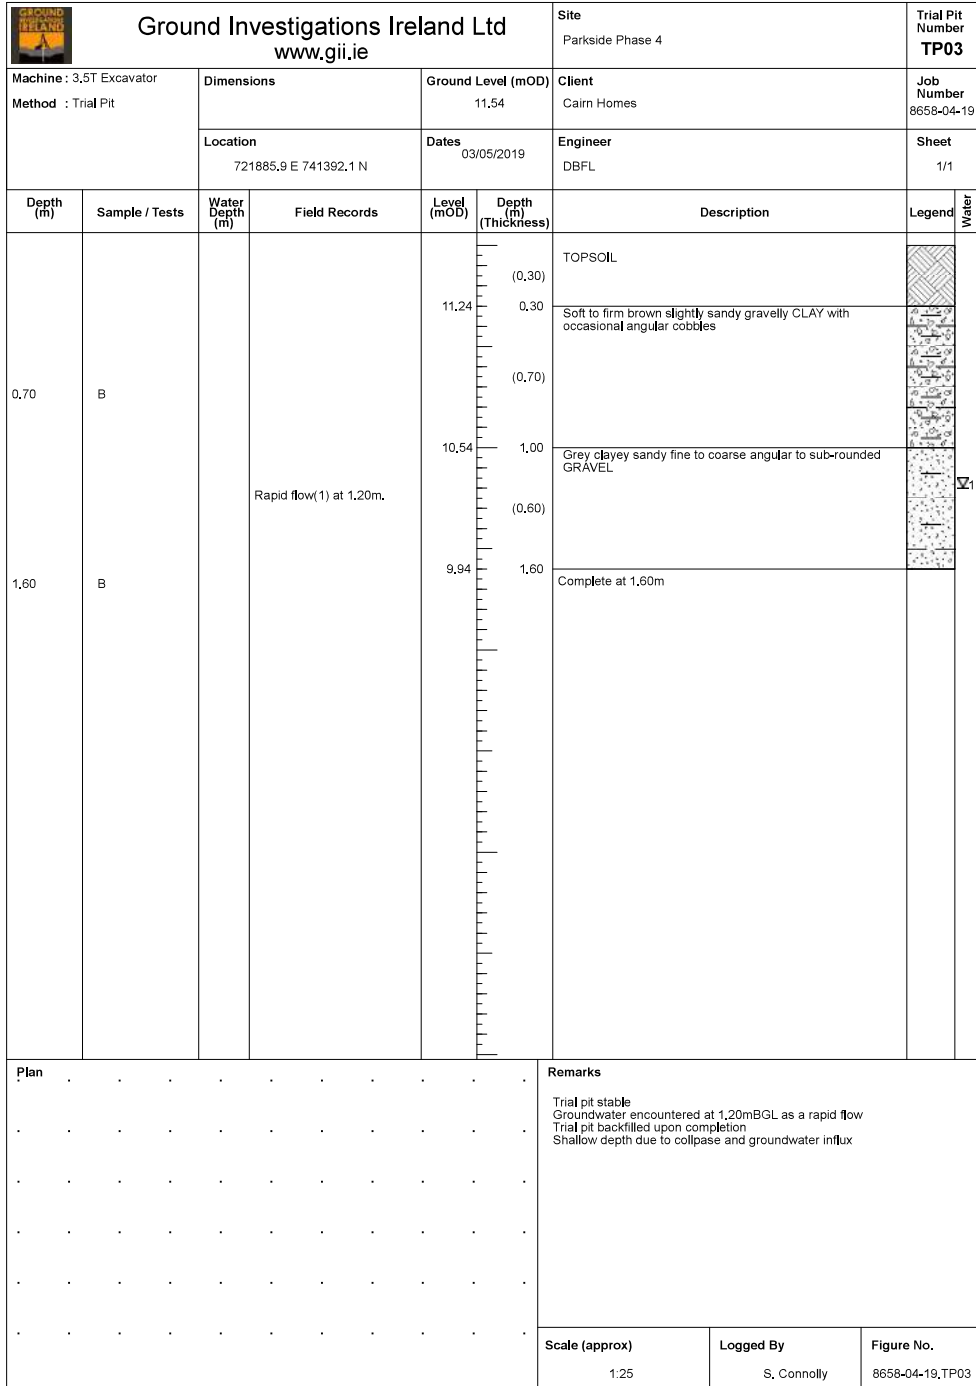 GROUND
INVESTIGATIONS
IRELAND
Ground Investigations Ireland Ltd
www.gii.ie
Site
Parkside Phase 4
Trial Pit
Number
TP03
Machine : 3.5T Excavator
Method : Trial Pit
Dimensions
Ground Level (mOD)
11.54
Client
Cairn Homes
Job
Number
8658-04-19
Location
721885.9 E 741392.1 N
Dates
03/05/2019
Engineer
DBFL
Sheet
1/1
Depth
(m)
Sample / Tests
Water
Depth
(m)
Field Records
Level
(mOD)
Depth
(m)
(Thickness)
Description
Legend
Water
TOPSOIL
(0.30)
11.24
0.30
Soft to firm brown slightly sandy gravelly CLAY with
occasional angular cobbles
(0.70)
0.70
B
10.54
1.00
Grey clayey sandy fine to coarse angular to sub-rounded
GRAVEL
1
Rapid flow(1) at 1.20m.
(0.60)
9.94
1.60
1.60
B
Complete at 1.60m
Plan
Remarks
Trial pit stable
Groundwater encountered at 1.20mBGL as a rapid flow
Trial pit backfilled upon completion
Shallow depth due to collpase and groundwater influx
Scale (approx)
1:25
Logged By
S. Connolly
Figure No.
8658-04-19.TP03